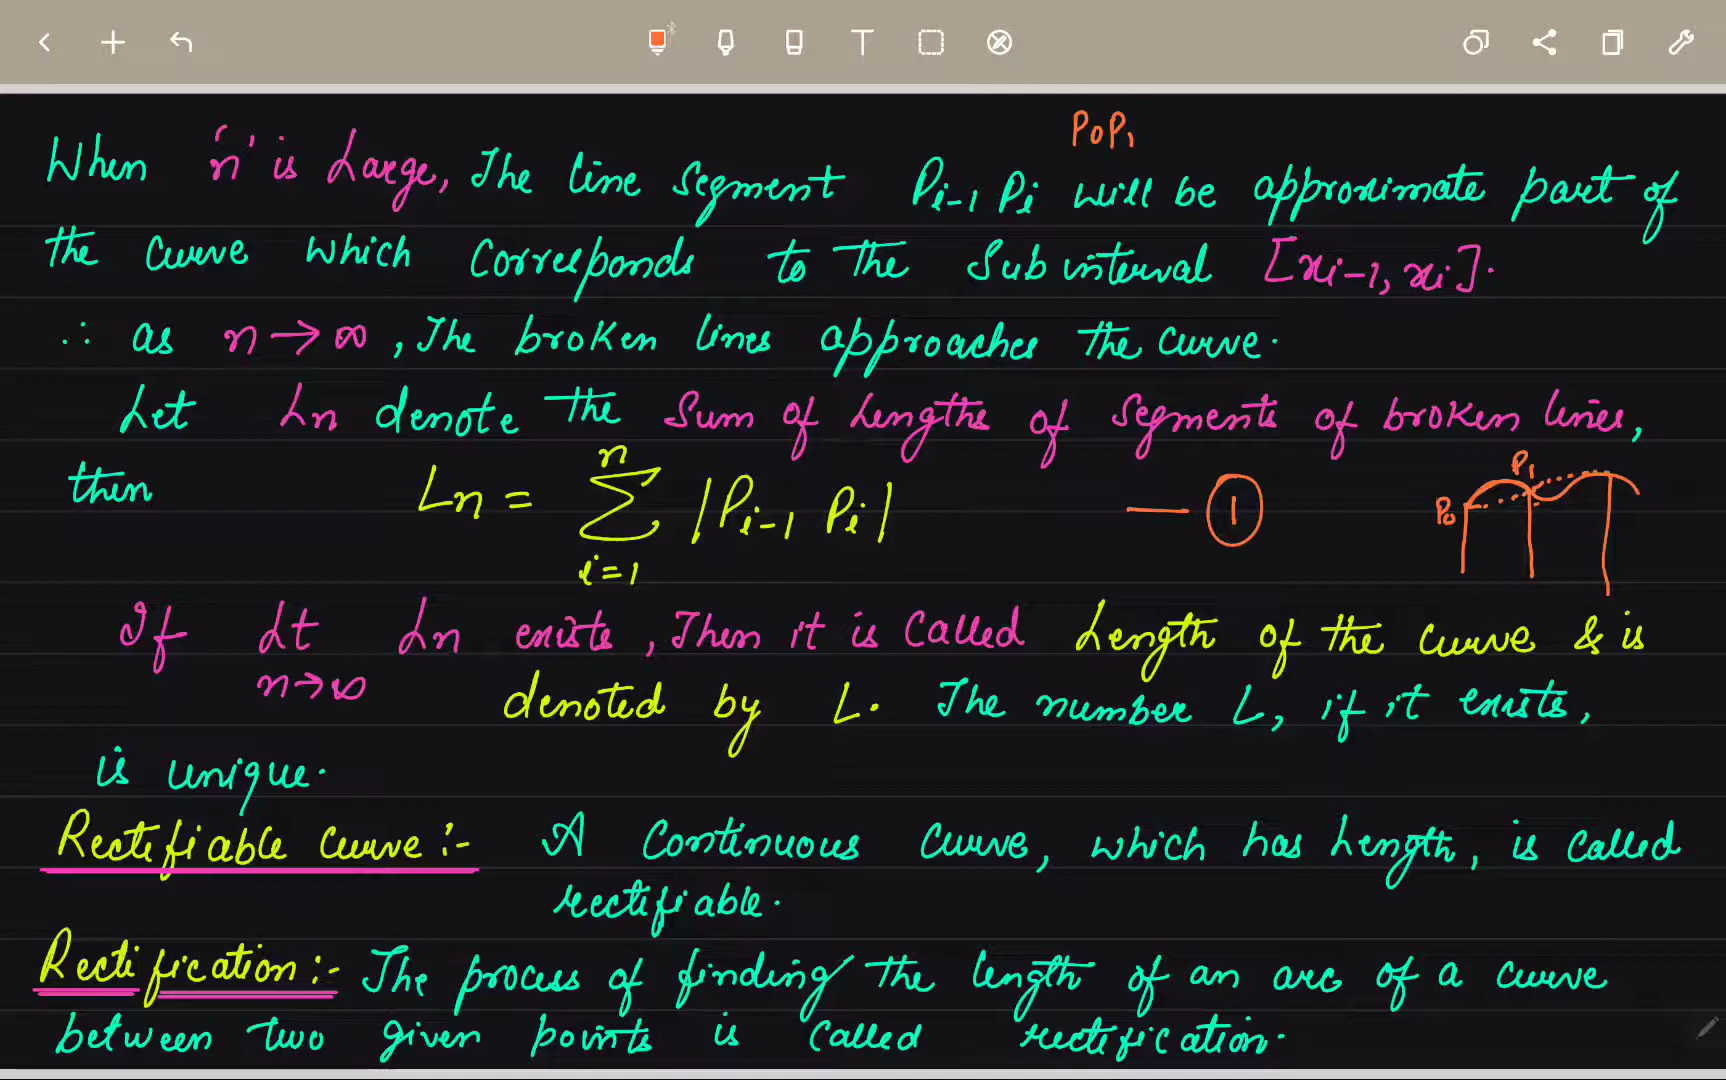 P0P1
When 'n' is Large, The line Segment Pi-1 Pi will be approximate part of
the curve which corresponds to the Subinterval [xi-1, xi].
∴ as n → ∞, The broken lines approaches the curve.
Let Ln denote the Sum of Lengths of Segments of broken lines,
then Ln = n∑i=1 |Pi-1 Pi| — ①
P1
P0
If Lt n→∞ Ln exists, Then it is called Length of the curve & is
denoted by L. The number L, if it exists,
is unique.
Rectifiable curve :- A continuous curve, which has Length, is called
rectifiable.
Rectification :- The process of finding the length of an arc of a curve
between two given points is called rectification.